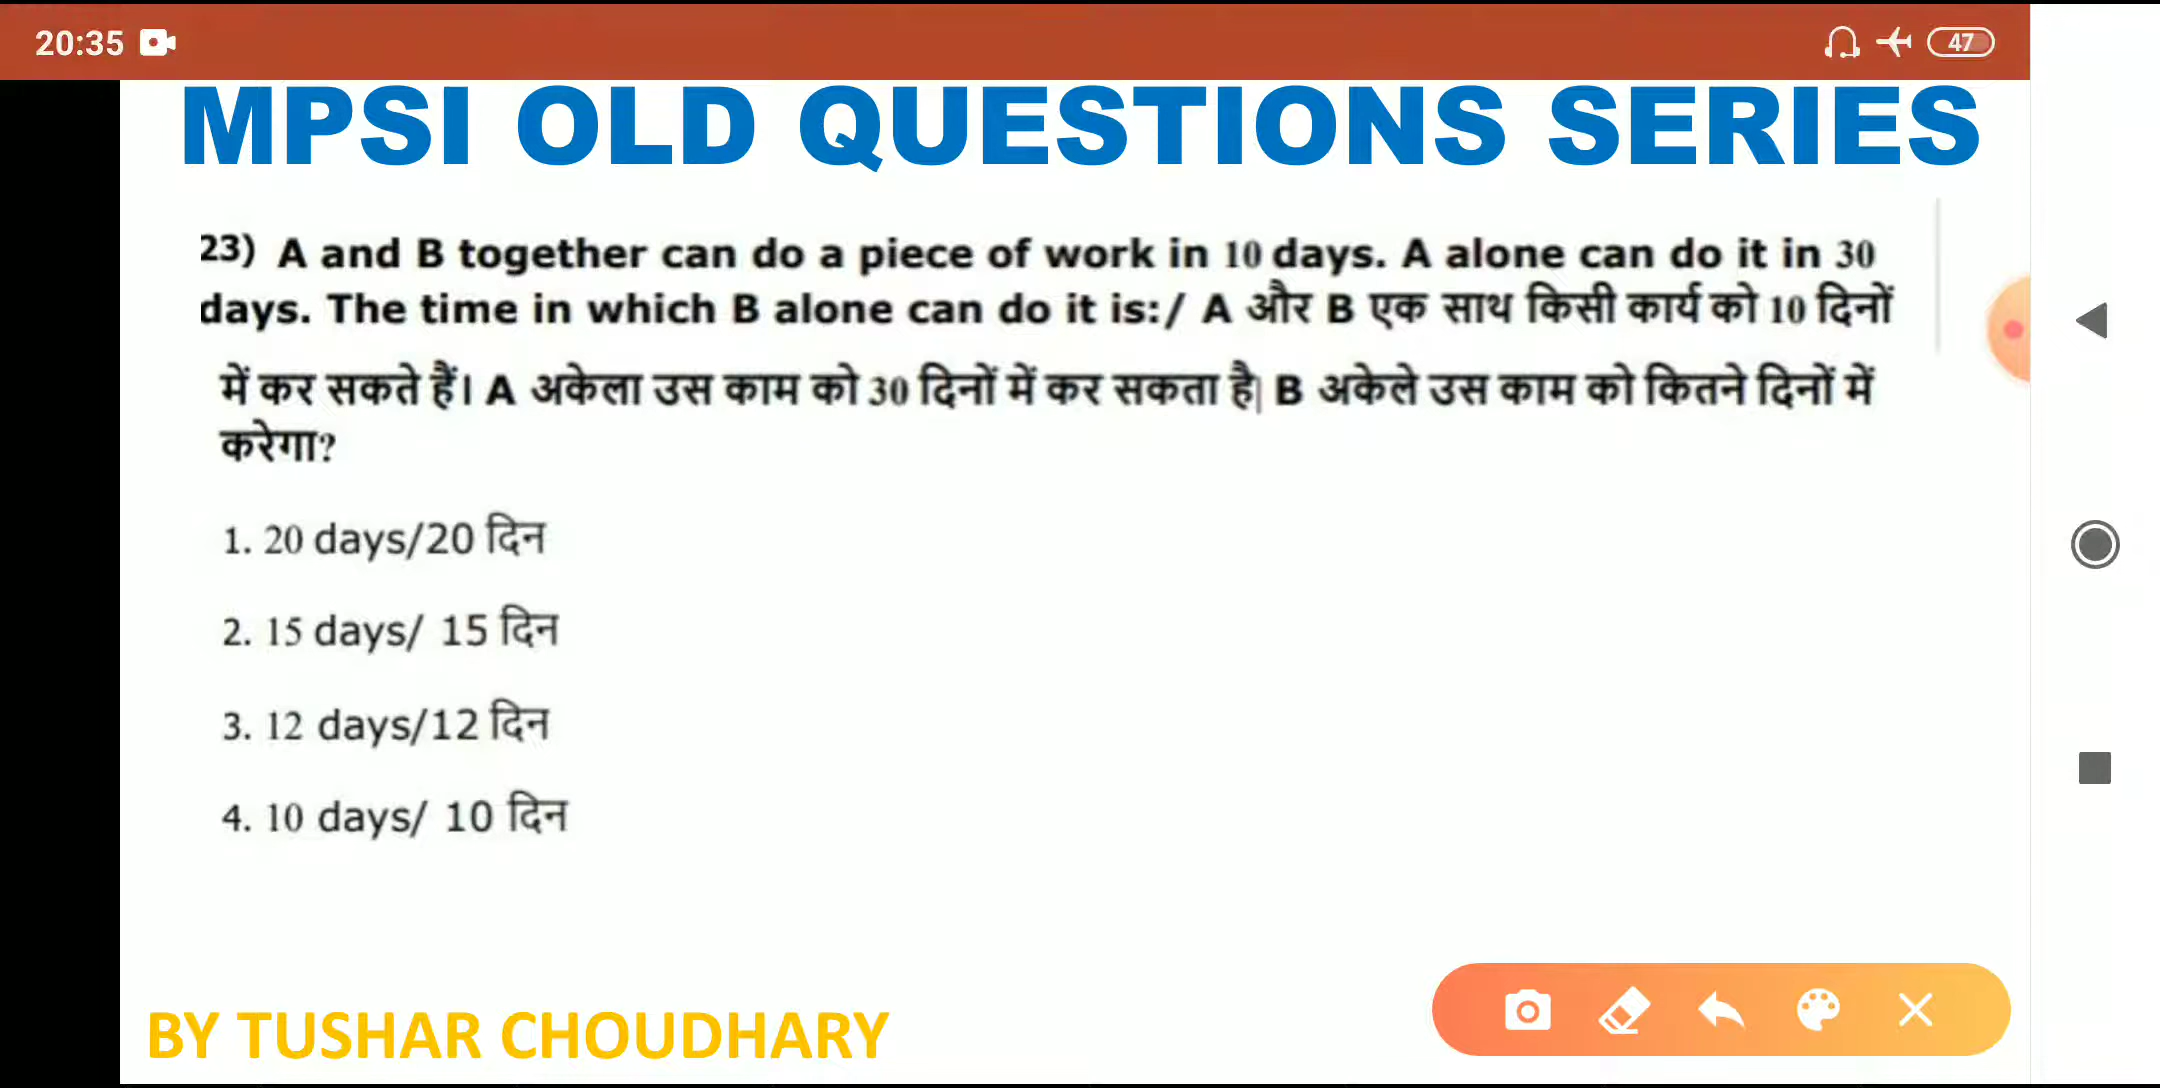 20:35
47
MPSI OLD QUESTIONS SERIES
23) A and B together can do a piece of work in 10 days. A alone can do it in 30
days. The time in which B alone can do it is:/ A और B एक साथ किसी कार्य को 10 दिनों
में कर सकते हैं। A अकेला उस काम को 30 दिनों में कर सकता है| B अकेले उस काम को कितने दिनों में
करेगा?
1. 20 days/20 दिन
2. 15 days/ 15 दिन
3. 12 days/12 दिन
4. 10 days/ 10 दिन
BY TUSHAR CHOUDHARY